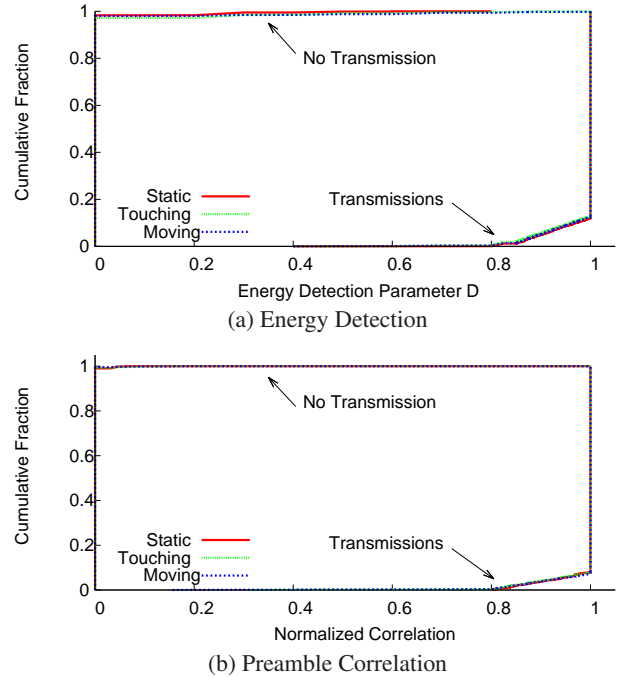 1
0.8
0.6
0.4
0.2
0
Cumulative Fraction
No Transmission
Static
Touching
Moving
Transmissions
0 0.2 0.4 0.6 0.8 1
Energy Detection Parameter D
(a) Energy Detection
1
0.8
0.6
0.4
0.2
0
Cumulative Fraction
No Transmission
Static
Touching
Moving
Transmissions
0 0.2 0.4 0.6 0.8 1
Normalized Correlation
(b) Preamble Correlation